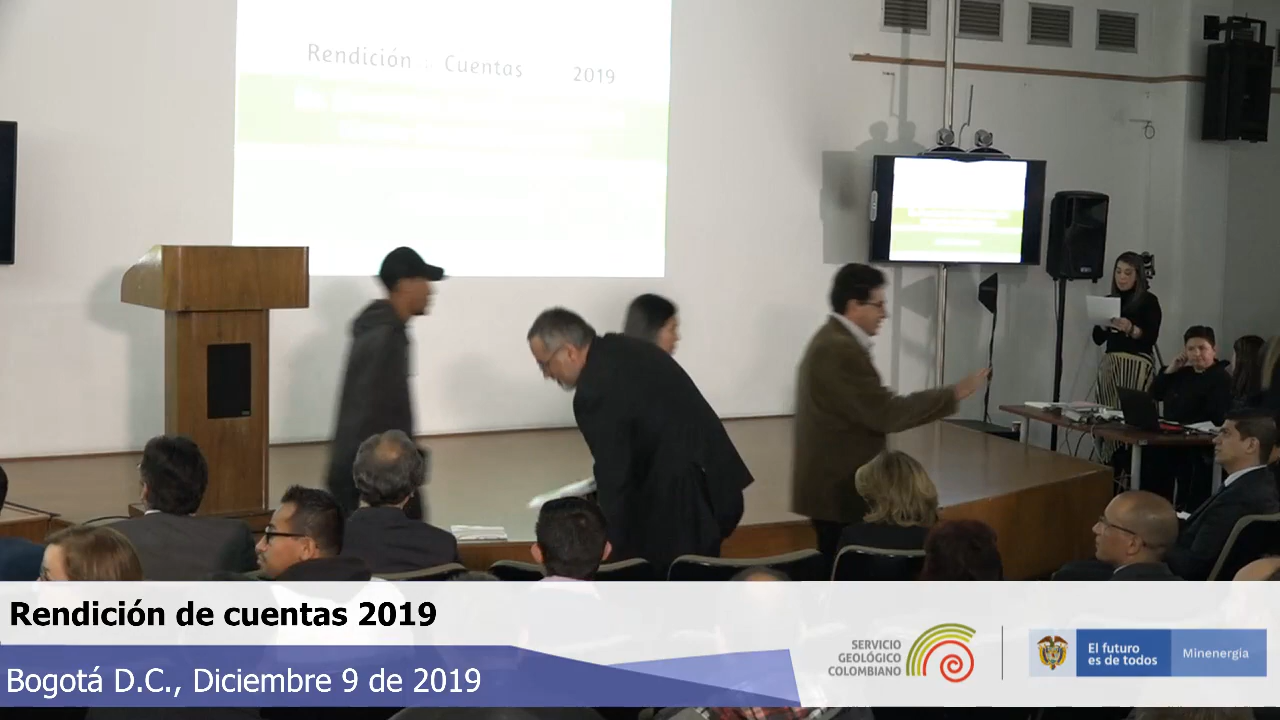 Rendición de Cuentas 2019
Rendición de cuentas 2019
Bogotá D.C., Diciembre 9 de 2019
SERVICIO
GEOLÓGICO
COLOMBIANO
El futuro
es de todos
Minenergía